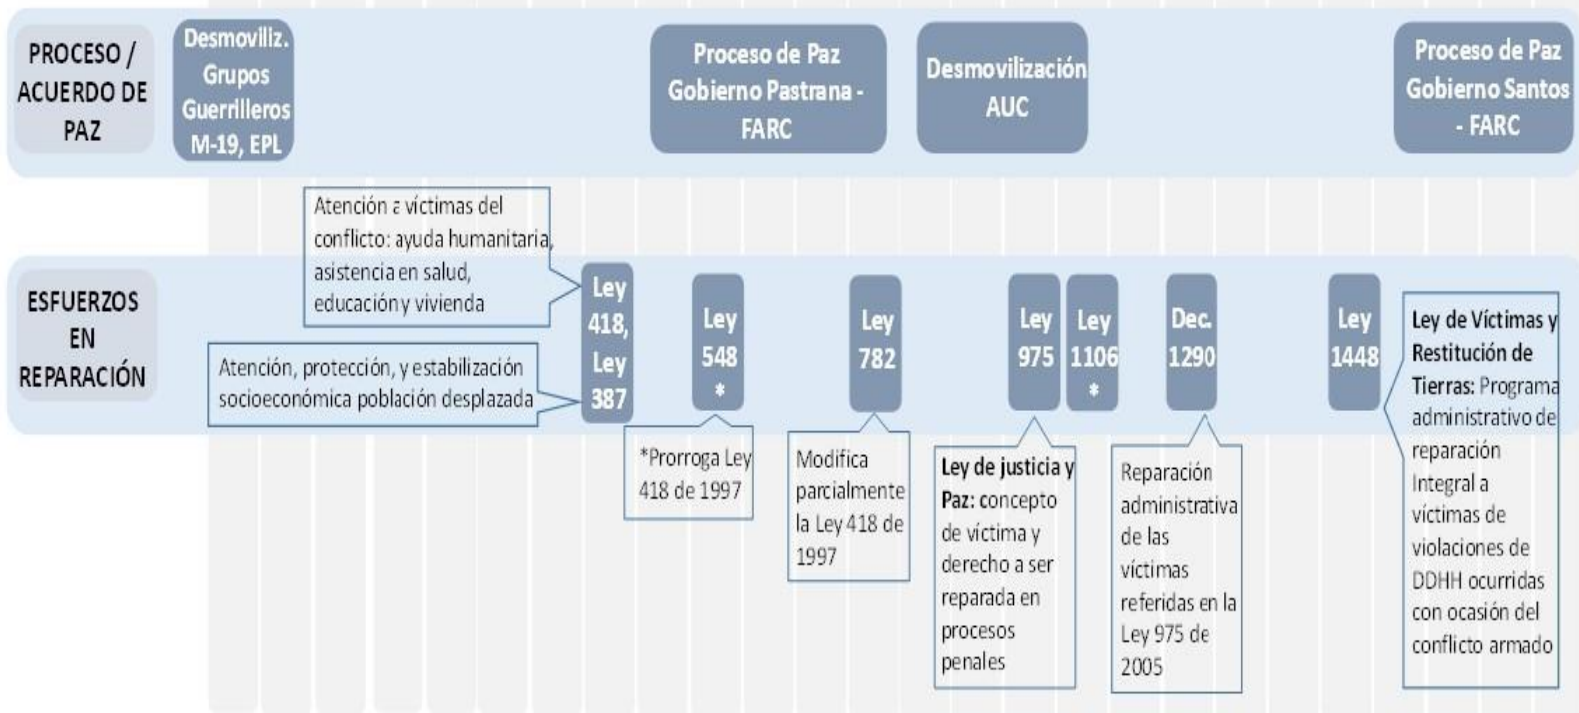 PROCESO /
ACUERDO DE
PAZ
Desmoviliz.
Grupos
Guerrilleros
M-19, EPL
Proceso de Paz
Gobierno Pastrana -
FARC
Desmovilización
AUC
Proceso de Paz
Gobierno Santos
- FARC
Atención a víctimas del
conflicto: ayuda humanitaria,
asistencia en salud,
educación y vivienda
ESFUERZOS
EN
REPARACIÓN
Atención, protección, y estabilización
socioeconómica población desplazada
Ley
418,
Ley
387
Ley
548
*
Ley
782
Ley
975
Ley
1106
*
Dec.
1290
Ley
1448
Ley de Víctimas y
Restitución de
Tierras: Programa
administrativo de
reparación
Integral a
víctimas de
violaciones de
DDHH ocurridas
con ocasión del
conflicto armado
*Prorroga Ley
418 de 1997
Modifica
parcialmente
la Ley 418 de
1997
Ley de justicia y
Paz: concepto
de víctima y
derecho a ser
reparada en
procesos
penales
Reparación
administrativa
de las
víctimas
referidas en la
Ley 975 de
2005